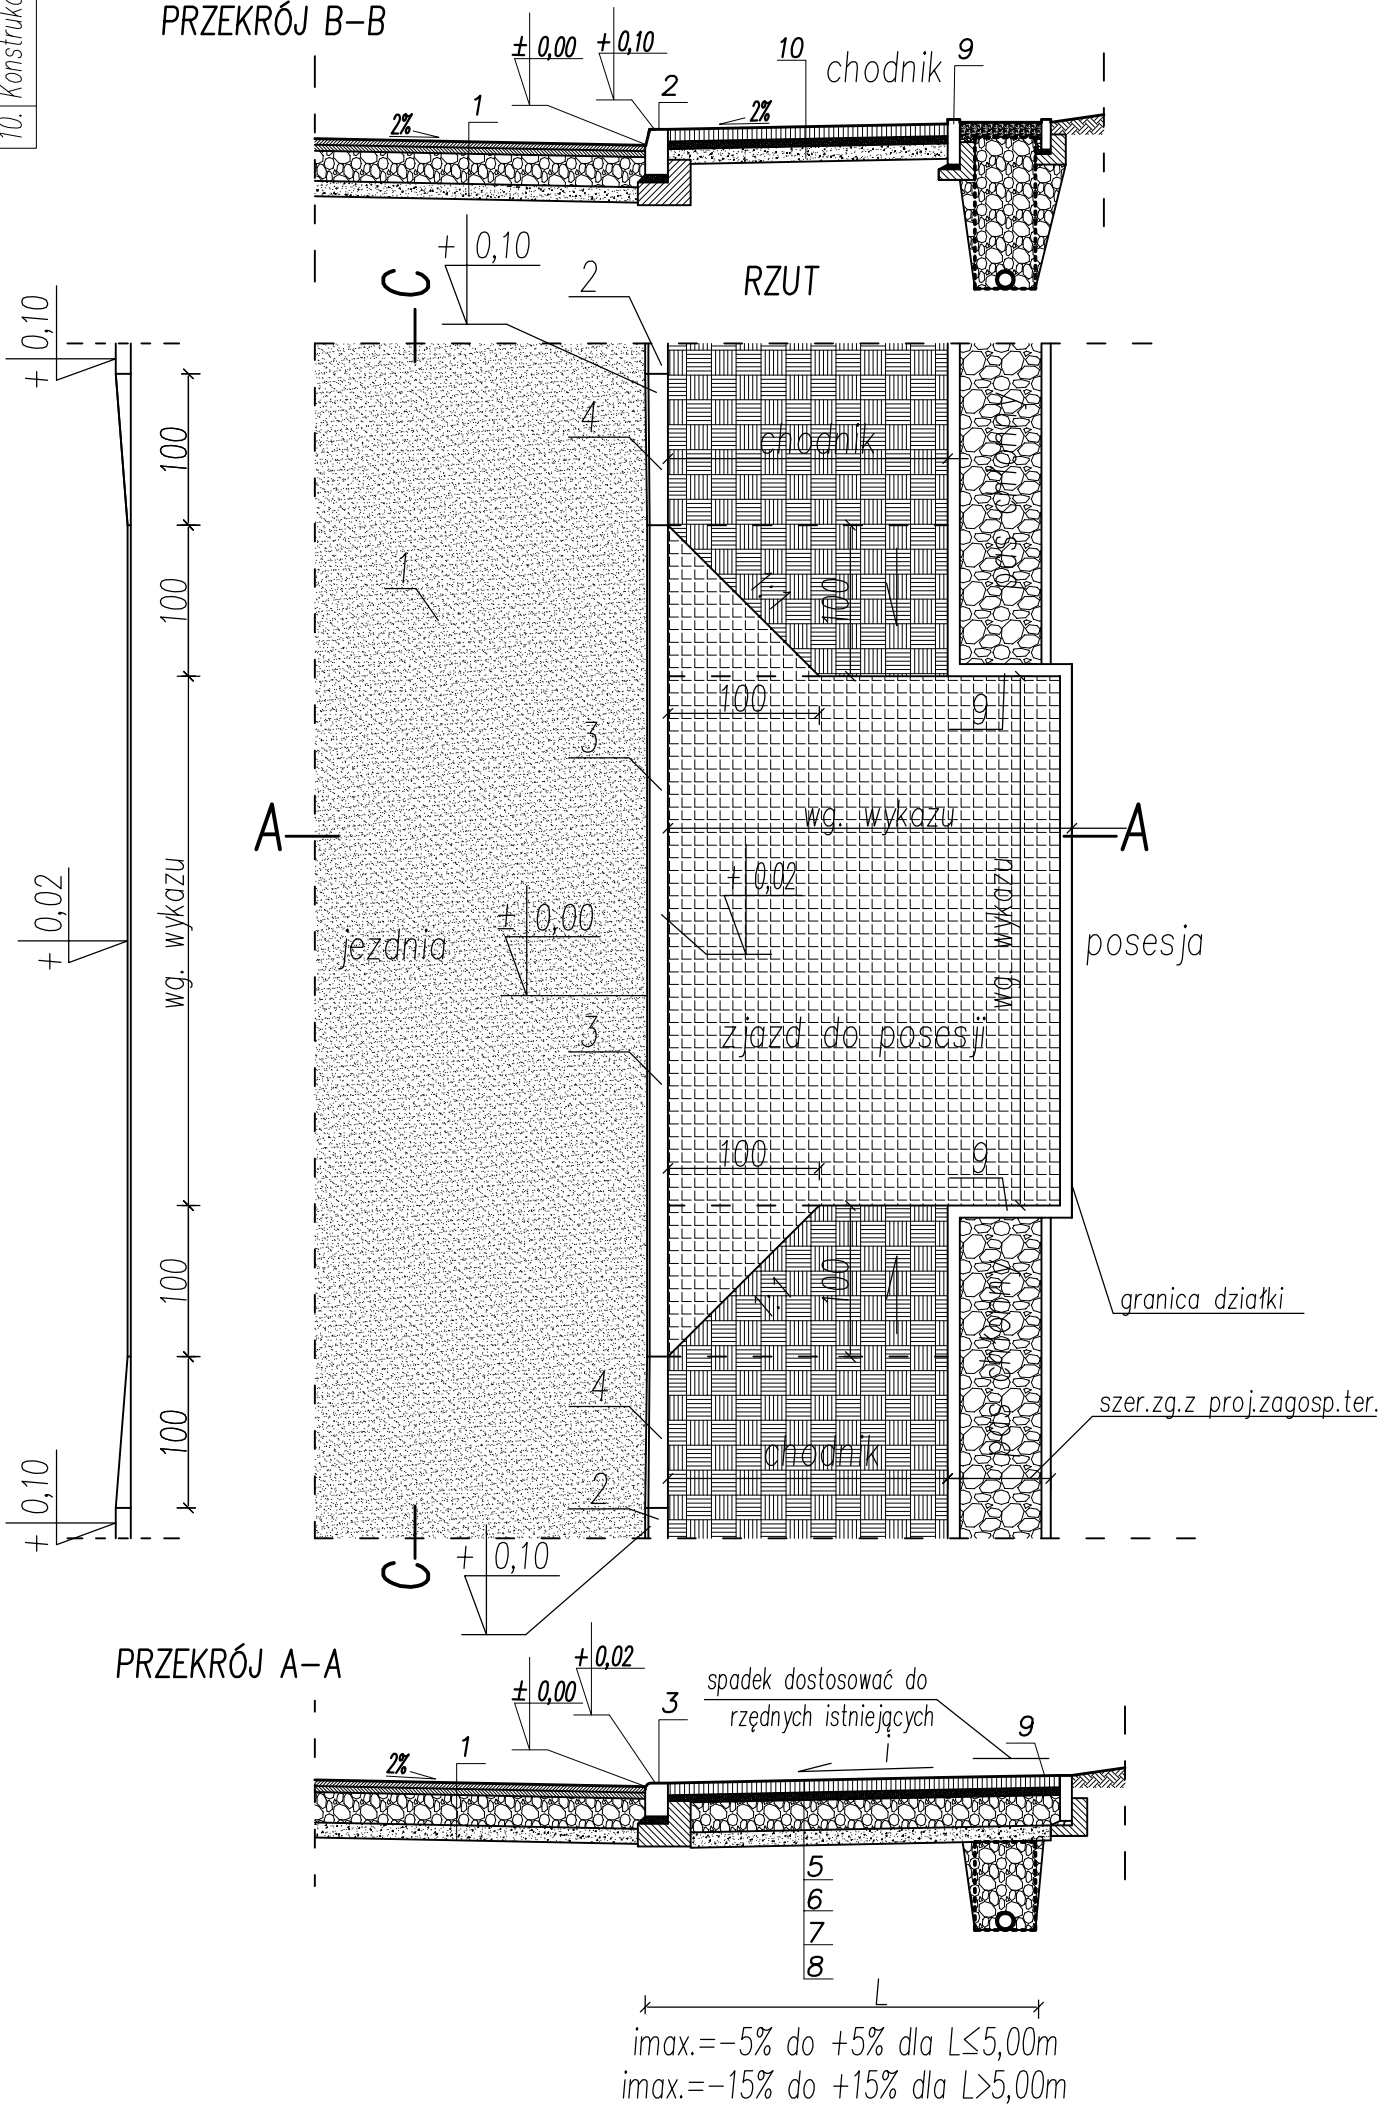 10. Konstrukc
PRZEKRÓJ B-B
± 0,00
+ 0,10
10
chodnik
9
2
1
2%
2%
+ 0,10
C
2
RZUT
+ 0,10
4
chodnik
100
1
100
1:1
100
100
9
3
wg. wykazu
A
A
+ 0,02
+ 0,02
wg. wykazu
± 0,00
jezdnia
wg wykazu
posesja
zjazd do posesji
3
100
9
100
1:1
100
granica działki
4
szer.zg.z proj.zagosp.ter.
100
chodnik
2
+ 0,10
C
+ 0,10
PRZEKRÓJ A-A
+ 0,02
± 0,00
3
spadek dostosować do
rzędnych istniejących
9
1
2%
i
5
6
7
8
L
imax.=-5% do +5% dla L≤5,00m
imax.=-15% do +15% dla L>5,00m